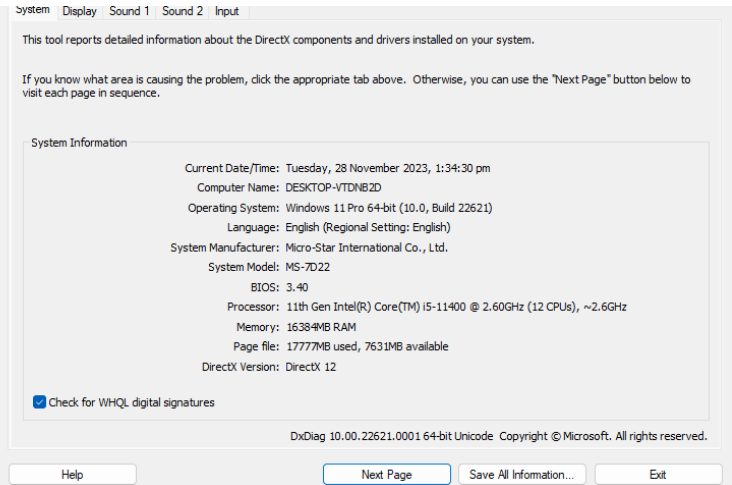 System Display Sound 1 Sound 2 Input
This tool reports detailed information about the DirectX components and drivers installed on your system.
If you know what area is causing the problem, click the appropriate tab above. Otherwise, you can use the "Next Page" button below to
visit each page in sequence.
System Information
Current Date/Time: Tuesday, 28 November 2023, 1:34:30 pm
Computer Name: DESKTOP-VTDNB2D
Operating System: Windows 11 Pro 64-bit (10.0, Build 22621)
Language: English (Regional Setting: English)
System Manufacturer: Micro-Star International Co., Ltd.
System Model: MS-7D22
BIOS: 3.40
Processor: 11th Gen Intel(R) Core(TM) i5-11400 @ 2.60GHz (12 CPUs), ~2.6GHz
Memory: 16384MB RAM
Page file: 17777MB used, 7631MB available
DirectX Version: DirectX 12
Check for WHQL digital signatures
DxDiag 10.00.22621.0001 64-bit Unicode Copyright © Microsoft. All rights reserved.
Help Next Page Save All Information... Exit